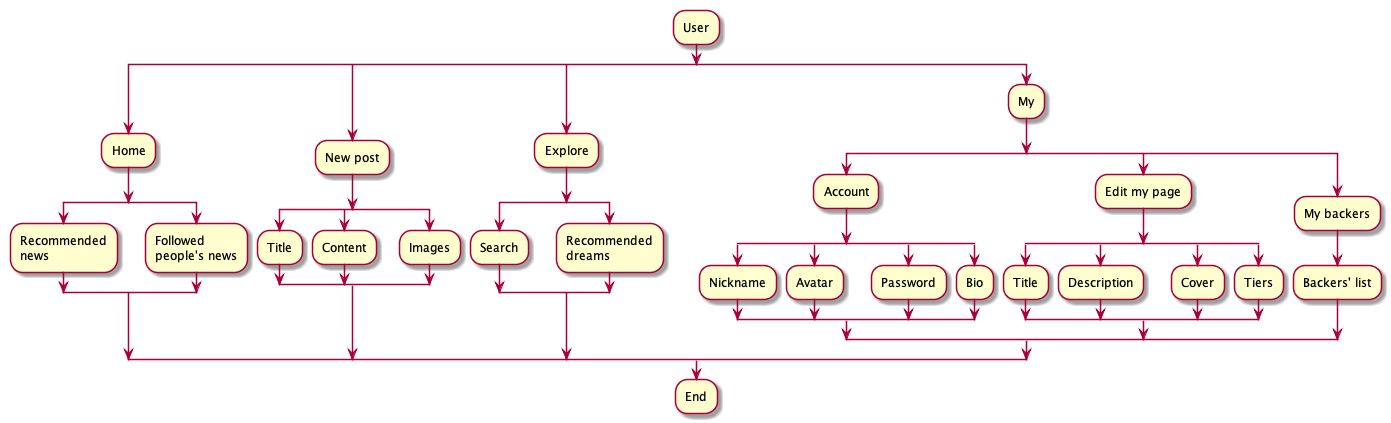 User
My
Home
New post
Explore
Account
Edit my page
My backers
Recommended
news
Followed
people's news
Title
Content
Images
Search
Recommended
dreams
Nickname
Avatar
Password
Bio
Title
Description
Cover
Tiers
Backers' list
End